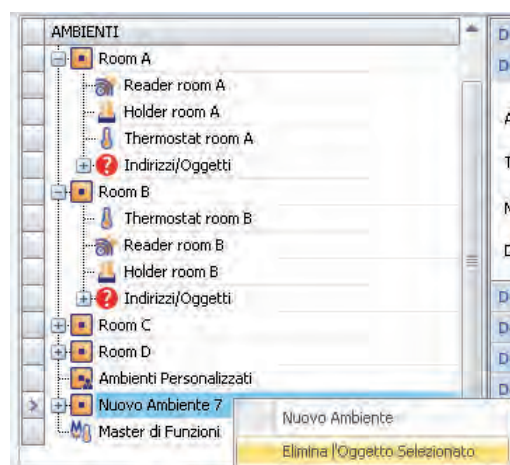 AMBIENTI
Room A
Reader room A
Holder room A
Thermostat room A
Indirizzi/Oggetti
Room B
Thermostat room B
Reader room B
Holder room B
Indirizzi/Oggetti
Room C
Room D
Ambienti Personalizzati
Nuovo Ambiente 7
Nuovo Ambiente
Master di Funzioni
Elimina l'Oggetto Selezionato